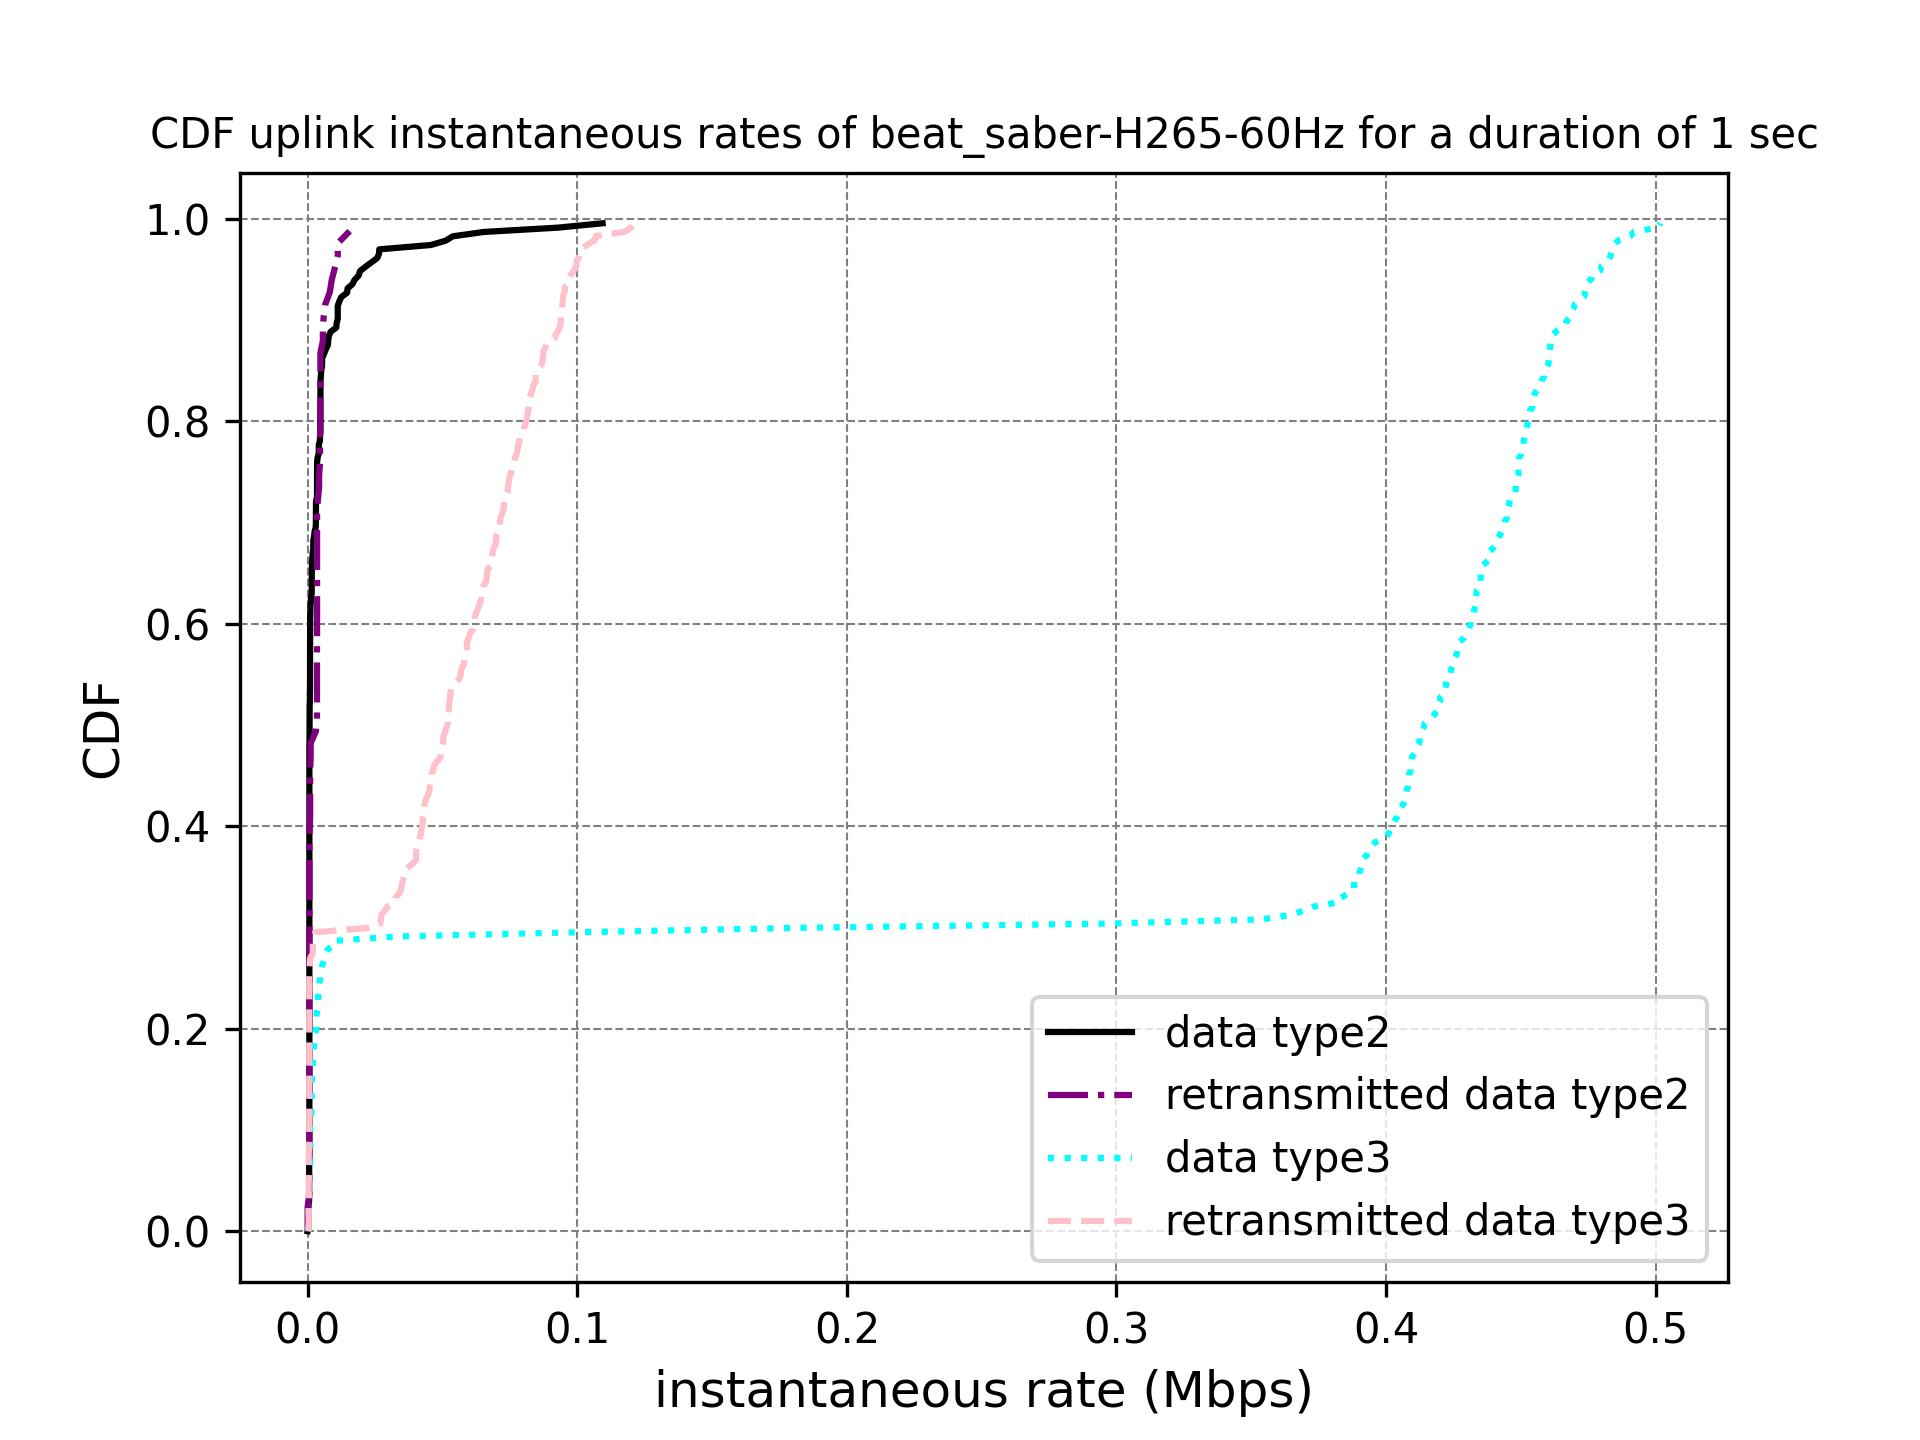 CDF uplink instantaneous rates of beat_saber-H265-60Hz for a duration of 1 sec
1.0
0.8
0.6
0.4
0.2
0.0
CDF
data type2
retransmitted data type2
data type3
retransmitted data type3
0.0 0.1 0.2 0.3 0.4 0.5
instantaneous rate (Mbps)